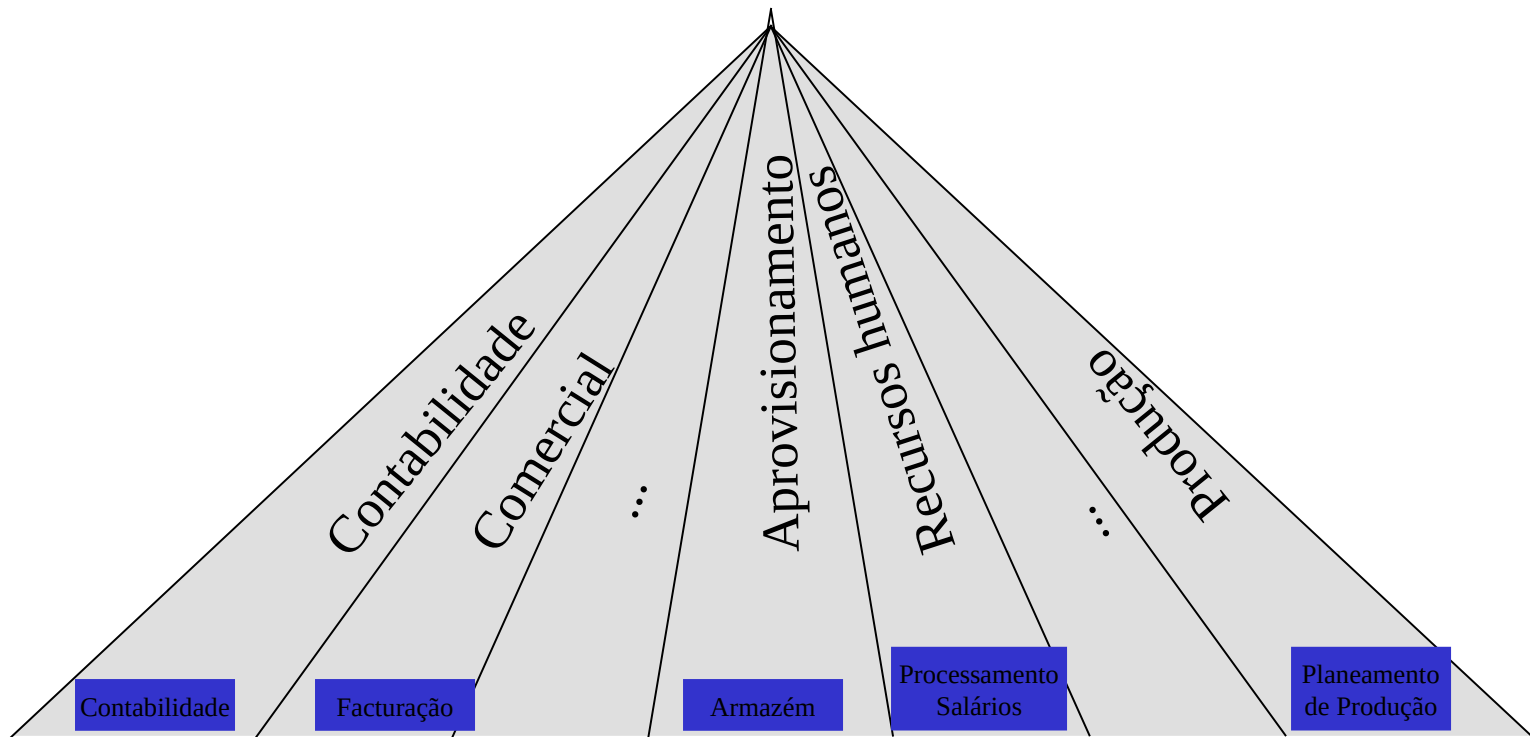 Contabilidade
Comercial
...
Aprovisionamento
Recursos humanos
...
Produção
Contabilidade
Facturação
Armazém
Processamento
Salários
Planeamento
de Produção